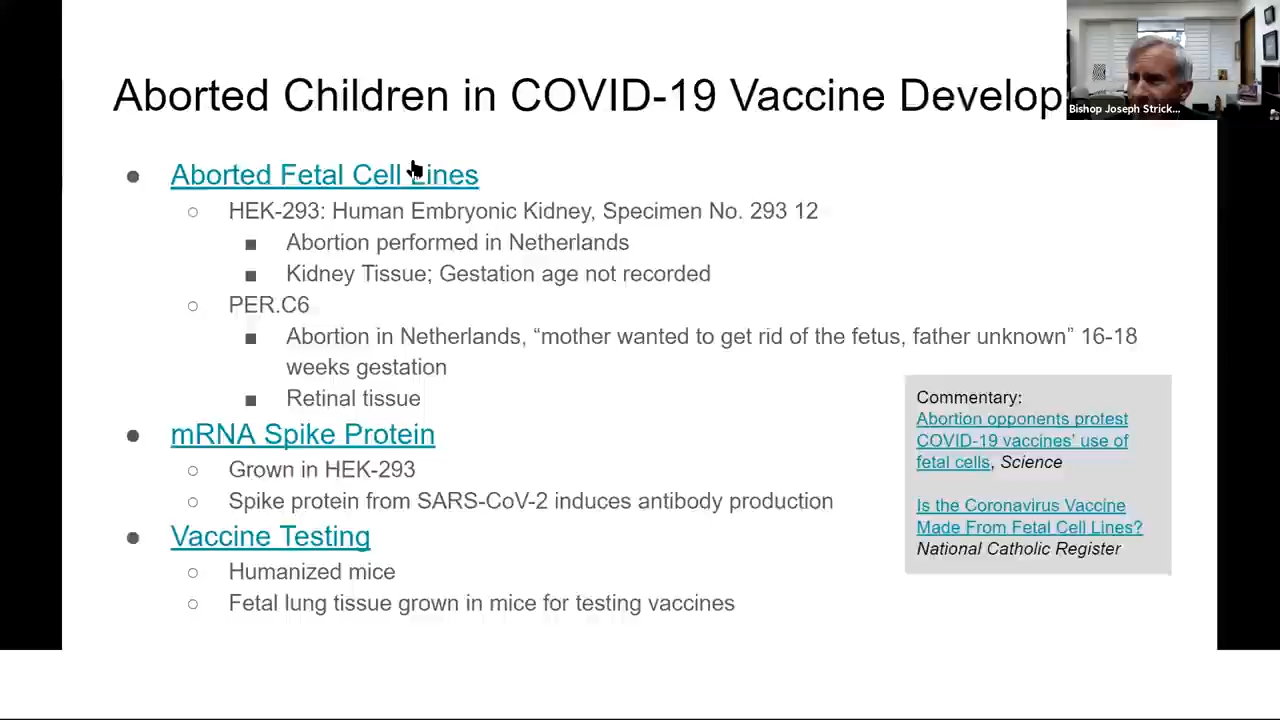 Aborted Children in COVID-19 Vaccine Develop
Bishop Joseph Strick...
● Aborted Fetal Cell Lines
○ HEK-293: Human Embryonic Kidney, Specimen No. 293 12
■ Abortion performed in Netherlands
■ Kidney Tissue; Gestation age not recorded
○ PER.C6
■ Abortion in Netherlands, “mother wanted to get rid of the fetus, father unknown” 16-18
weeks gestation
■ Retinal tissue
● mRNA Spike Protein
○ Grown in HEK-293
○ Spike protein from SARS-CoV-2 induces antibody production
● Vaccine Testing
○ Humanized mice
○ Fetal lung tissue grown in mice for testing vaccines
Commentary:
Abortion opponents protest
COVID-19 vaccines’ use of
fetal cells, Science
Is the Coronavirus Vaccine
Made From Fetal Cell Lines?
National Catholic Register